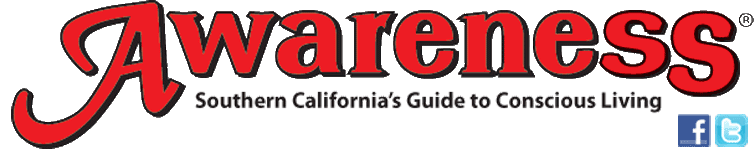 Awareness®
Southern California's Guide to Conscious Living
f t